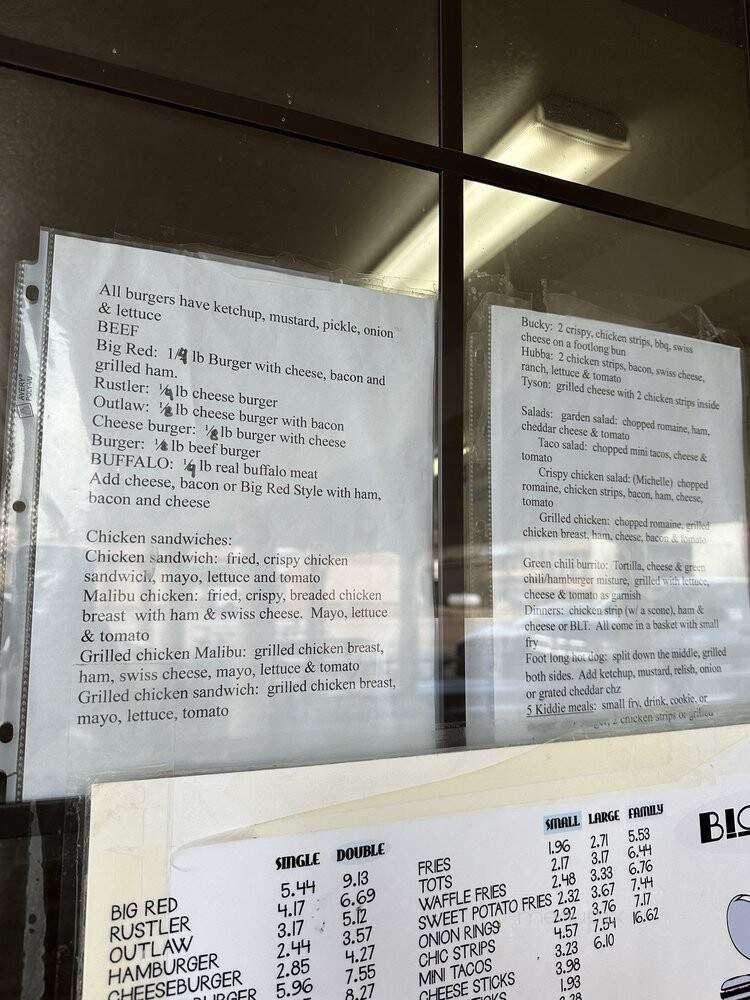 All burgers have ketchup, mustard, pickle, onion
& lettuce
BEEF
Big Red: 1/4 lb Burger with cheese, bacon and
grilled ham.
Rustler: 1/4 lb cheese burger
Outlaw: 1/8 lb cheese burger with bacon
Cheese burger: 1/8 lb burger with cheese
Burger: 1/8 lb beef burger
BUFFALO: 1/4 lb real buffalo meat
Add cheese, bacon or Big Red Style with ham,
bacon and cheese
Chicken sandwiches:
Chicken sandwich: fried, crispy chicken
sandwich, mayo, lettuce and tomato
Malibu chicken: fried, crispy, breaded chicken
breast with ham & swiss cheese. Mayo, lettuce
& tomato
Grilled chicken Malibu: grilled chicken breast,
ham, swiss cheese, mayo, lettuce & tomato
Grilled chicken sandwich: grilled chicken breast,
mayo, lettuce, tomato
AVERY®
Bucky: 2 crispy, chicken strips, bbq, swiss
cheese on a footlong bun
Hubba: 2 chicken strips, bacon, swiss cheese,
ranch, lettuce & tomato
Tyson: grilled cheese with 2 chicken strips inside
Salads: garden salad: chopped romaine, ham,
cheddar cheese & tomato
Taco salad: chopped mini tacos, cheese &
tomato
Crispy chicken salad: (Michelle) chopped
romaine, chicken strips, bacon, ham, cheese,
tomato
Grilled chicken: chopped romaine, grilled
chicken breast, ham, cheese, bacon & tomato
Green chili burrito: Tortilla, cheese & green
chili/hamburger misture, grilled with lettuce,
cheese & tomato as garnish
Dinners: chicken strip (w/ a scone), ham &
cheese or BLT. All come in a basket with small
fry
Foot long hot dog: split down the middle, grilled
both sides. Add ketchup, mustard, relish, onion
or grated cheddar chz
5 Kiddie meals: small fry, drink, cookie, or
2 chicken strips or grilled
SINGLE DOUBLE
BIG RED 5.44 9.13
RUSTLER 4.17 6.69
OUTLAW 3.17 5.12
HAMBURGER 2.44 3.57
CHEESEBURGER 2.85 4.27
BURGER 5.96 7.55
8.27
SMALL LARGE FAMILY
FRIES 1.96 2.71 5.53
TOTS 2.17 3.17 6.44
WAFFLE FRIES 2.48 3.33 6.76
SWEET POTATO FRIES 2.32 3.67 7.44
ONION RINGS 2.92 3.76 7.17
CHIC STRIPS 4.57 7.54 16.62
MINI TACOS 3.23 6.10
CHEESE STICKS 3.98
1.93